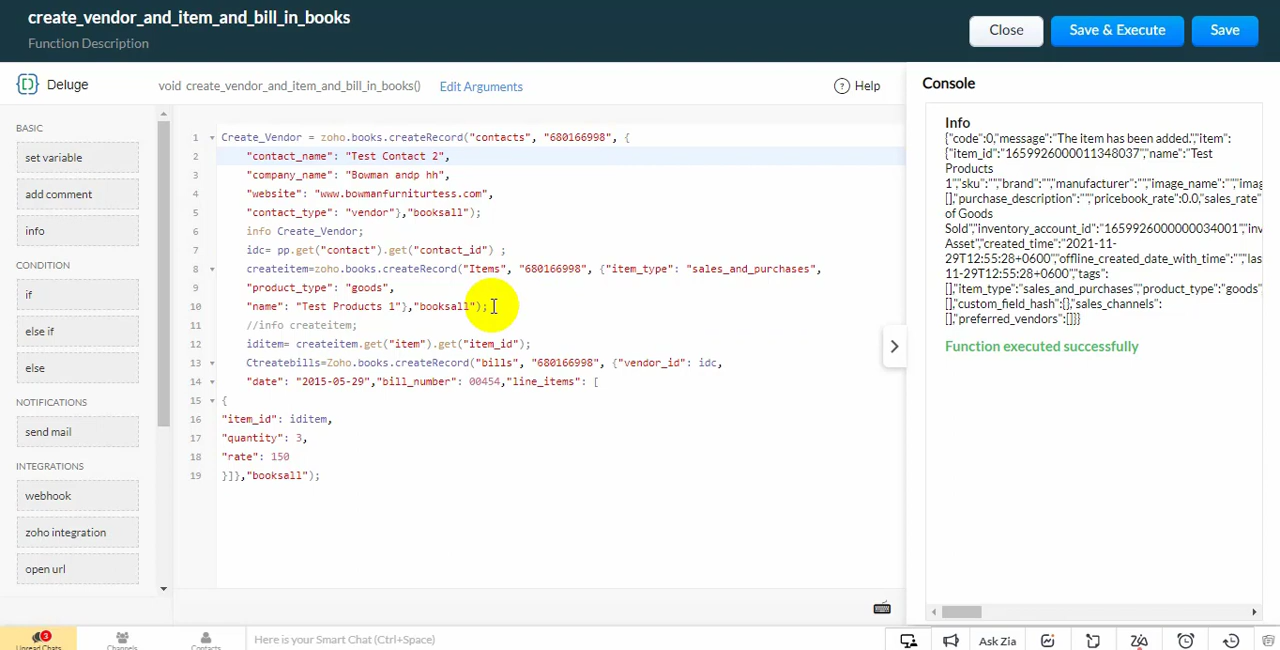 create_vendor_and_item_and_bill_in_books
Function Description
Close
Save & Execute
Save
Deluge
void create_vendor_and_item_and_bill_in_books()
Edit Arguments
Help
Console
BASIC
set variable
add comment
info
CONDITION
if
else if
else
NOTIFICATIONS
send mail
INTEGRATIONS
webhook
zoho integration
open url
1 Create_Vendor = zoho.books.createRecord("contacts", "680166998", {
2 "contact_name": "Test Contact 2",
3 "company_name": "Bowman andp hh",
4 "website": "www.bowmanfurniturtess.com",
5 "contact_type": "vendor"},"booksall");
6 info Create_Vendor;
7 idc= pp.get("contact").get("contact_id") ;
8 createitem=zoho.books.createRecord("Items", "680166998", {"item_type": "sales_and_purchases",
9 "product_type": "goods",
10 "name": "Test Products 1"},"booksall");
11 //info createitem;
12 iditem= createitem.get("item").get("item_id");
13 Ctreatebills=Zoho.books.createRecord("bills", "680166998", {"vendor_id": idc,
14 "date": "2015-05-29","bill_number": 00454,"line_items": [
15 {
16 "item_id": iditem,
17 "quantity": 3,
18 "rate": 150
19 }]},"booksall");
Info
{"code":0,"message":"The item has been added.","item":
{"item_id":"1659926000011348037","name":"Test
Products
1","sku":"","brand":"","manufacturer":"","image_name":"","imag
[],"purchase_description":"","pricebook_rate":0.0,"sales_rate"
of Goods
Sold","inventory_account_id":"1659926000000034001","inv
Asset","created_time":"2021-11-
29T12:55:28+0600","offline_created_date_with_time":"","las
11-29T12:55:28+0600","tags":
[],"item_type":"sales_and_purchases","product_type":"goods"
[],"custom_field_hash":{},"sales_channels":
[],"preferred_vendors":[]}}
Function executed successfully
3
Unread Chats
Channels
Contacts
Here is your Smart Chat (Ctrl+Space)
Ask Zia